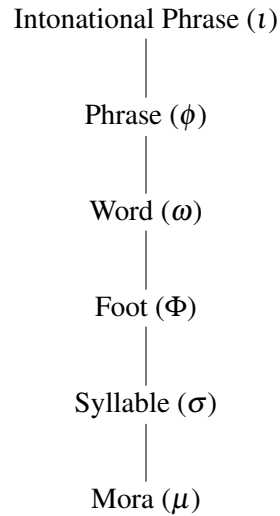 Intonational Phrase (ι)
Phrase (ϕ)
Word (ω)
Foot (Φ)
Syllable (σ)
Mora (μ)